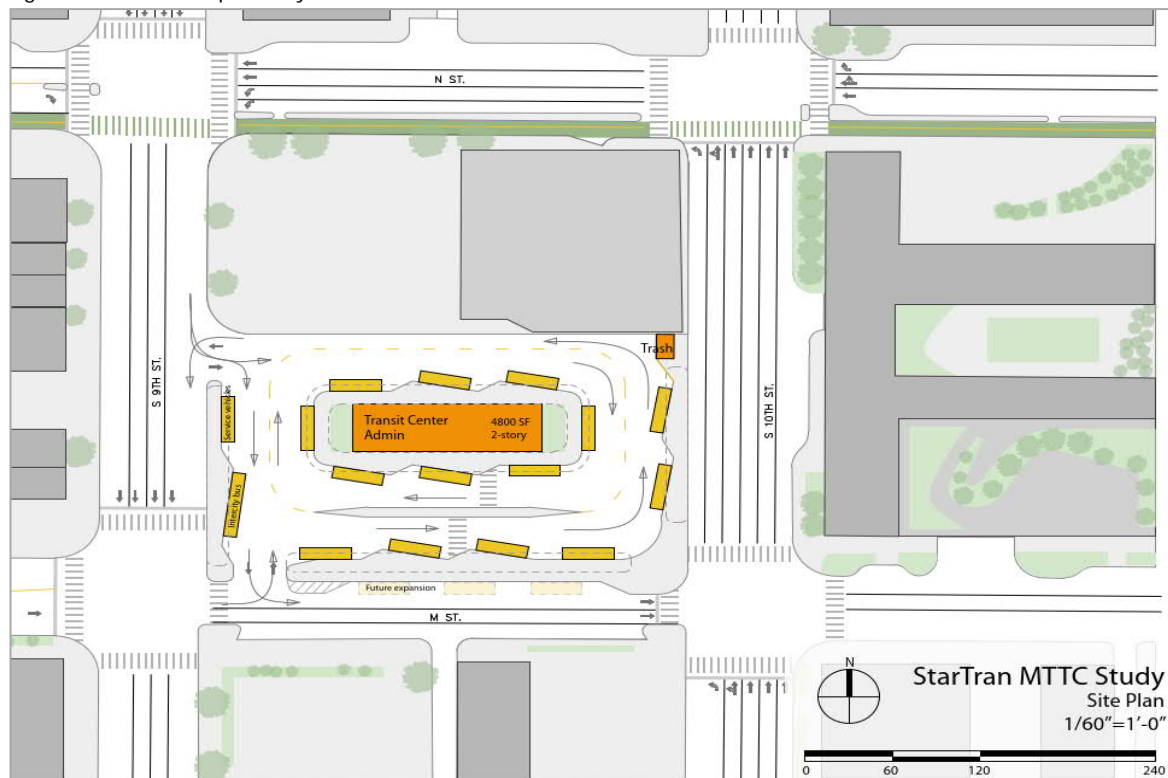 N ST.
S 9TH ST.
S 10TH ST.
Trash
Service vehicles
Transit Center
Admin
4800 SF
2-story
Intercity bus
Future expansion
M ST.
N
StarTran MTTC Study
Site Plan
1/60"=1'-0"
0 60 120 240